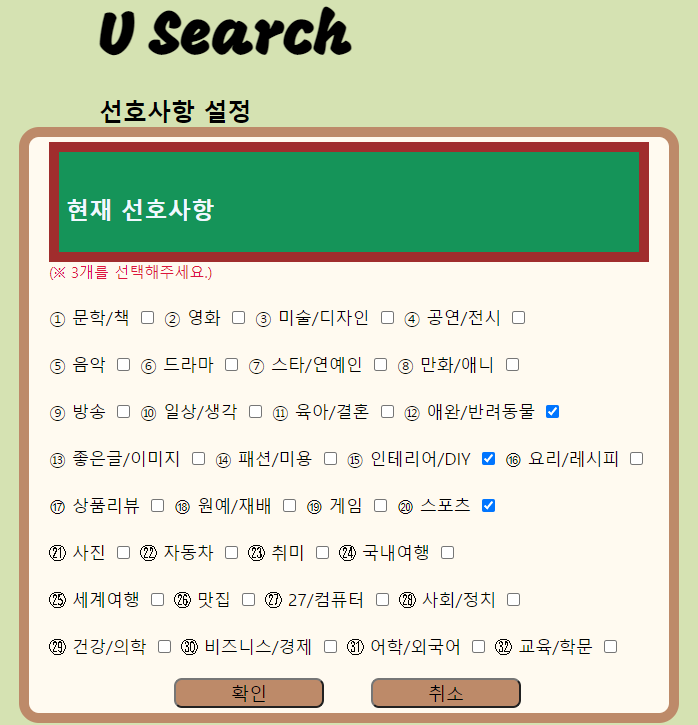 U Search
선호사항 설정
현재 선호사항
(※ 3개를 선택해주세요.)
① 문학/책 ② 영화 ③ 미술/디자인 ④ 공연/전시
⑤ 음악 ⑥ 드라마 ⑦ 스타/연예인 ⑧ 만화/애니
⑨ 방송 ⑩ 일상/생각 ⑪ 육아/결혼 ⑫ 애완/반려동물
⑬ 좋은글/이미지 ⑭ 패션/미용 ⑮ 인테리어/DIY ⑯ 요리/레시피
⑰ 상품리뷰 ⑱ 원예/재배 ⑲ 게임 ⑳ 스포츠
㉑ 사진 ㉒ 자동차 ㉓ 취미 ㉔ 국내여행
㉕ 세계여행 ㉖ 맛집 ㉗ 27/컴퓨터 ㉘ 사회/정치
㉙ 건강/의학 ㉚ 비즈니스/경제 ㉛ 어학/외국어 ㉜ 교육/학문
확인 취소